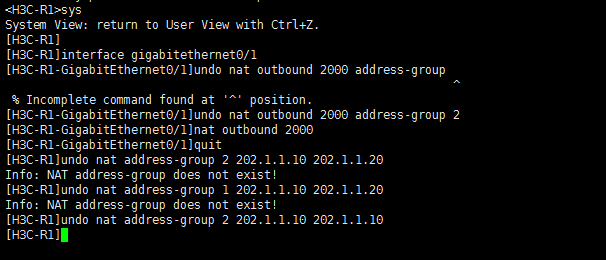 <H3C-R1>sys
System View: return to User View with Ctrl+Z.
[H3C-R1]
[H3C-R1]interface gigabitethernet0/1
[H3C-R1-GigabitEthernet0/1]undo nat outbound 2000 address-group
^
% Incomplete command found at '^' position.
[H3C-R1-GigabitEthernet0/1]undo nat outbound 2000 address-group 2
[H3C-R1-GigabitEthernet0/1]nat outbound 2000
[H3C-R1-GigabitEthernet0/1]quit
[H3C-R1]undo nat address-group 2 202.1.1.10 202.1.1.20
Info: NAT address-group does not exist!
[H3C-R1]undo nat address-group 1 202.1.1.10 202.1.1.20
Info: NAT address-group does not exist!
[H3C-R1]undo nat address-group 2 202.1.1.10 202.1.1.10
[H3C-R1]